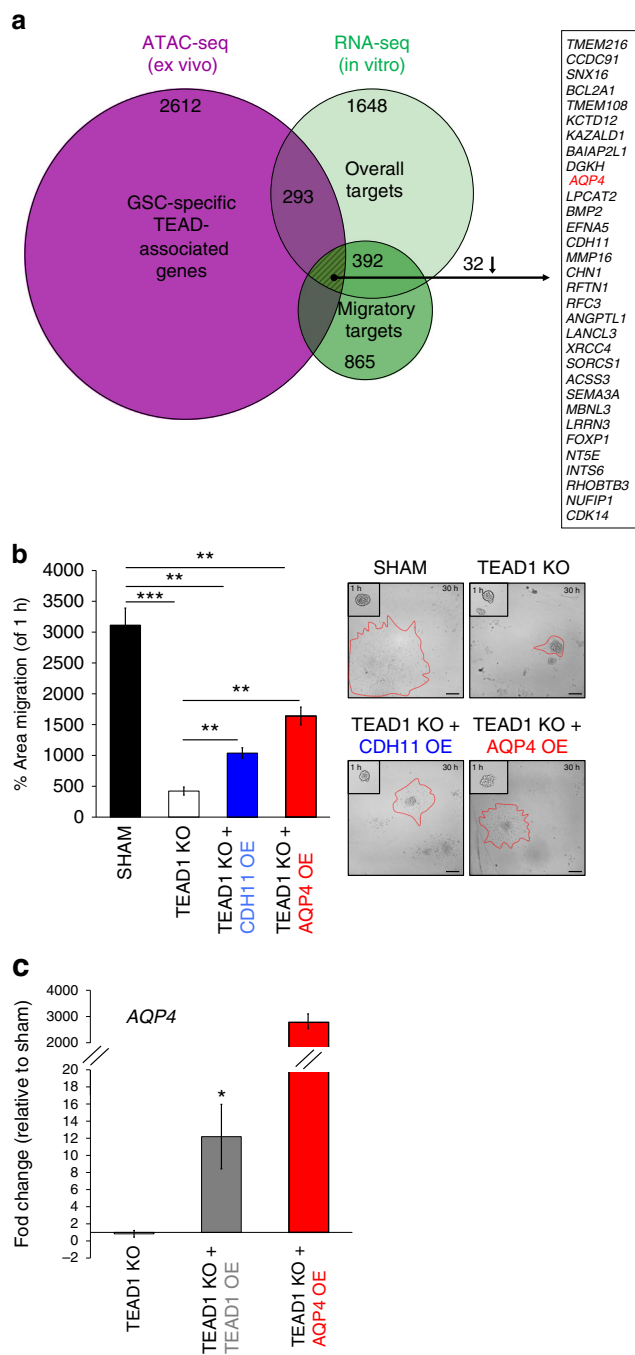 a
ATAC-seq
(ex vivo)
RNA-seq
(in vitro)
2612
1648
Overall
targets
293
GSC-specific
TEAD-
associated
genes
392
32
Migratory
targets
865
TMEM216
CCDC91
SNX16
BCL2A1
TMEM108
KCTD12
KAZALD1
BAIAP2L1
DGKH
AQP4
LPCAT2
BMP2
EFNA5
CDH11
MMP16
CHN1
RFTN1
RFC3
ANGPTL1
LANCL3
XRCC4
SORCS1
ACSS3
SEMA3A
MBNL3
LRRN3
FOXP1
NT5E
INTS6
RHOBTB3
NUFIP1
CDK14
b
% Area migration (of 1 h)
4000
3500
3000
2500
2000
1500
1000
500
0
**
**
***
**
**
SHAM
TEAD1 KO
TEAD1 KO +
CDH11 OE
TEAD1 KO +
AQP4 OE
SHAM
1 h
30 h
TEAD1 KO
1 h
30 h
TEAD1 KO +
CDH11 OE
1 h
30 h
TEAD1 KO +
AQP4 OE
1 h
30 h
c
AQP4
Fold change (relative to sham)
4000
3000
2000
20
18
16
14
12
10
8
6
4
2
0
−2
*
TEAD1 KO
TEAD1 KO +
TEAD1 OE
TEAD1 KO +
AQP4 OE